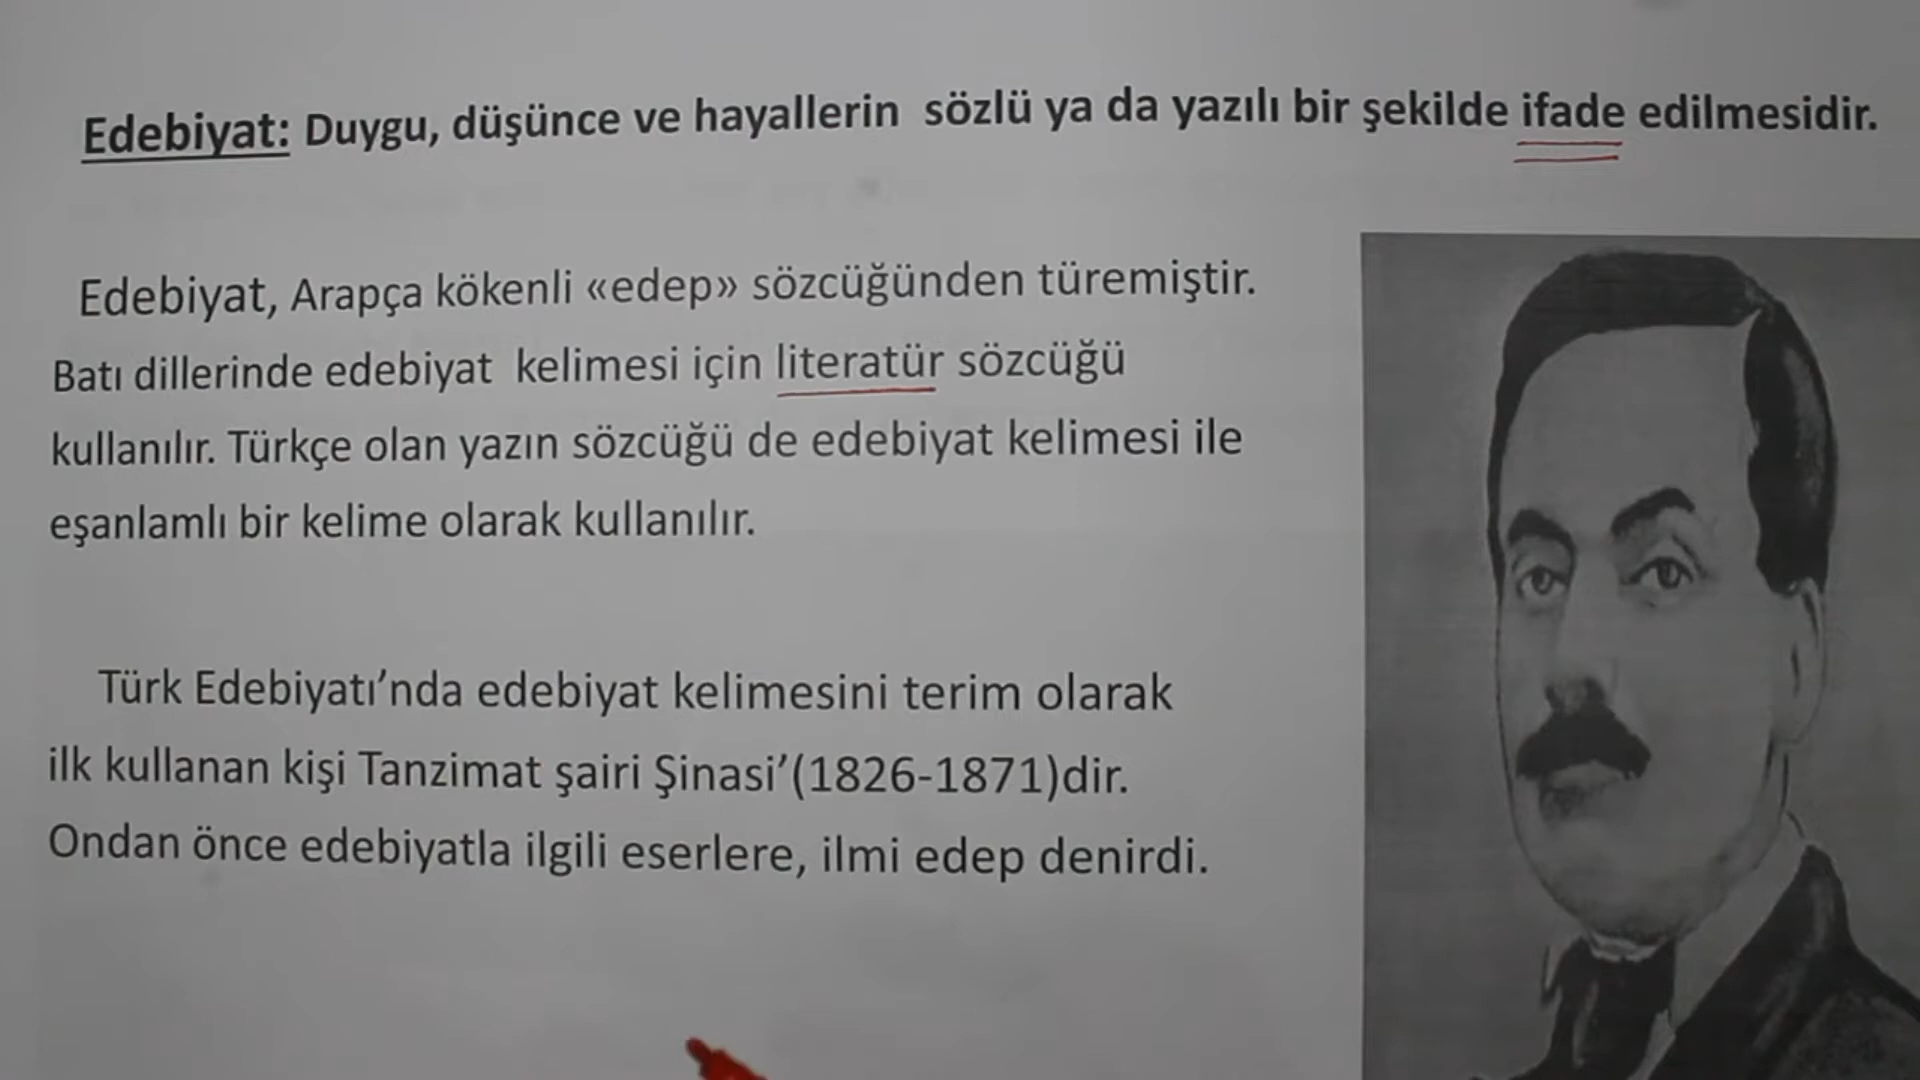 Edebiyat: Duygu, düşünce ve hayallerin sözlü ya da yazılı bir şekilde ifade edilmesidir.
Edebiyat, Arapça kökenli «edep» sözcüğünden türemiştir.
Batı dillerinde edebiyat kelimesi için literatür sözcüğü
kullanılır. Türkçe olan yazın sözcüğü de edebiyat kelimesi ile
eşanlamlı bir kelime olarak kullanılır.
Türk Edebiyatı’nda edebiyat kelimesini terim olarak
ilk kullanan kişi Tanzimat şairi Şinasi’(1826-1871)dir.
Ondan önce edebiyatla ilgili eserlere, ilmi edep denirdi.